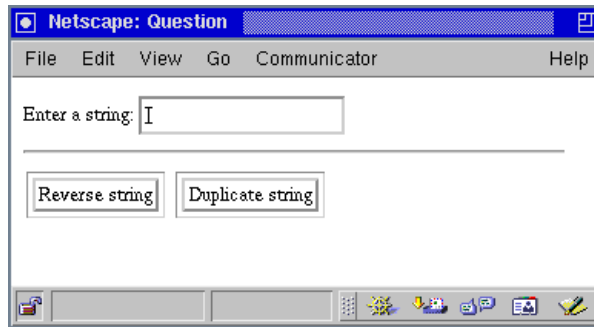 Netscape: Question
File Edit View Go Communicator Help
Enter a string:
Reverse string Duplicate string